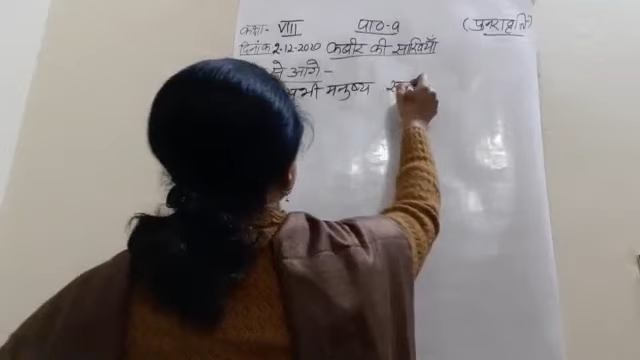 कक्षा- VIII पाठ-9 (पुनरावृत्ति)
दिनांक 2-12-2020 कबीर की साखियाँ
से आगे –
सभी मनुष्य